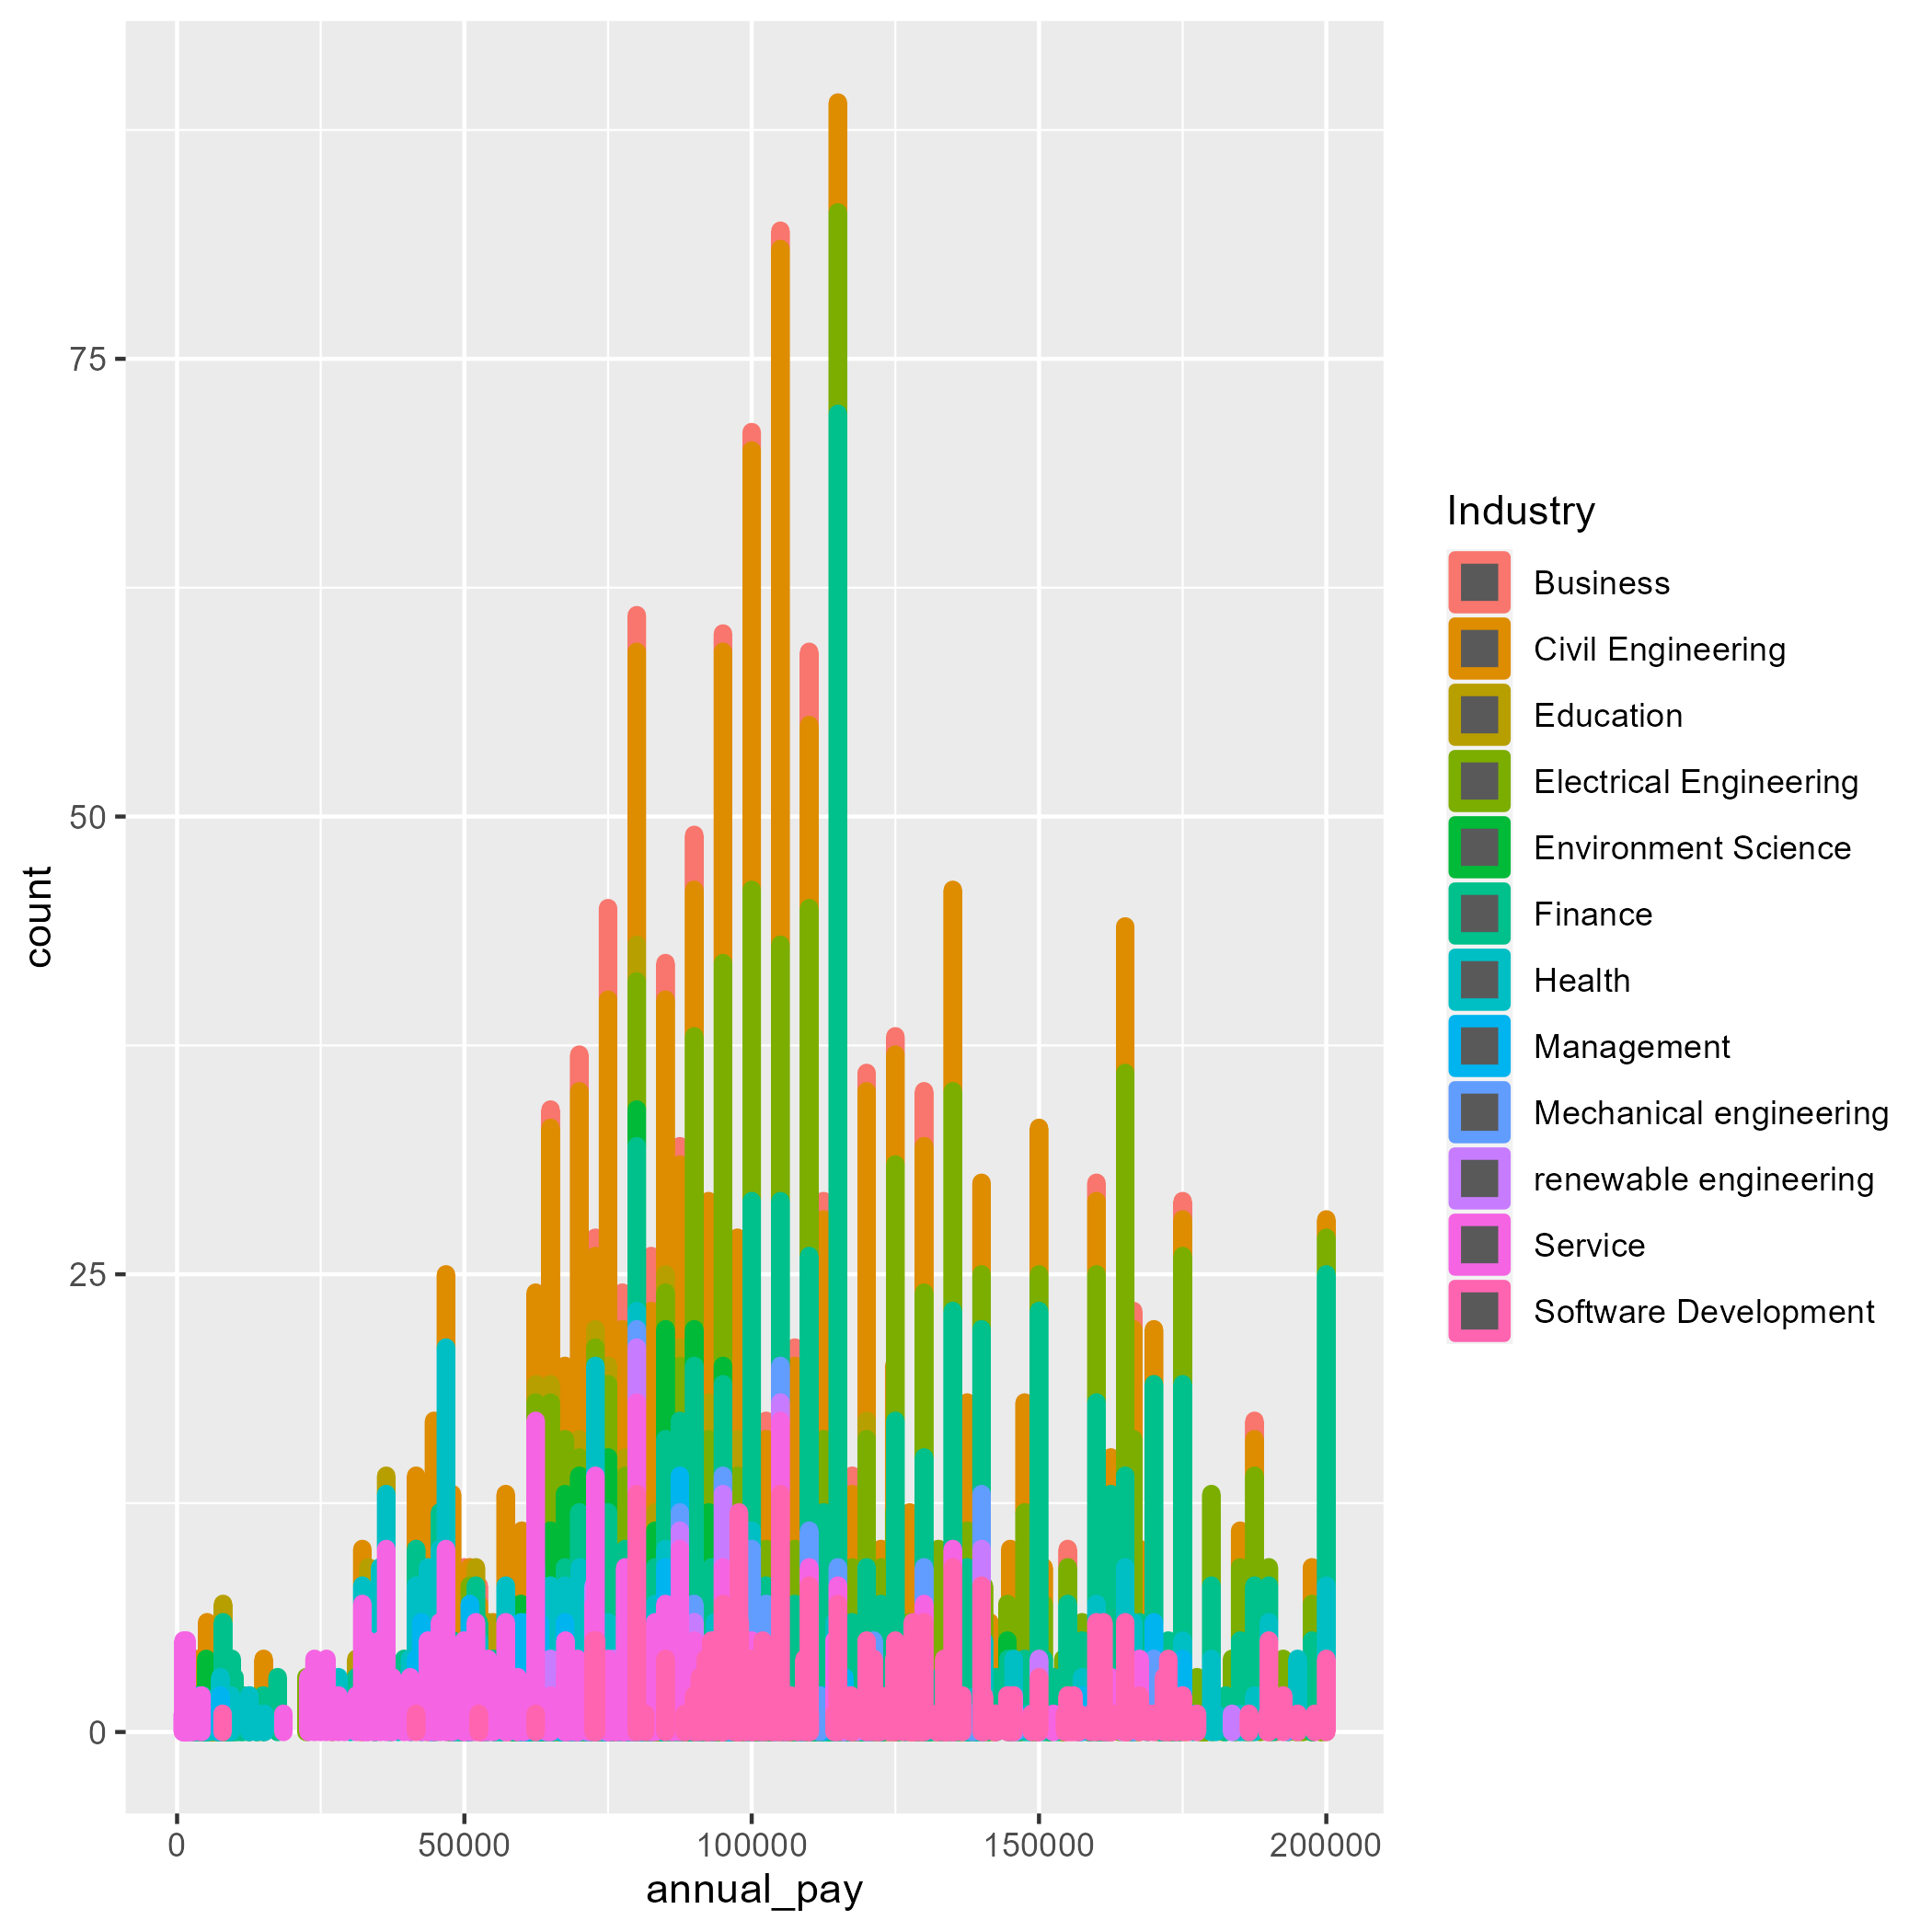 75
50
25
0
count
0 50000 100000 150000 200000
annual_pay
Industry
Business
Civil Engineering
Education
Electrical Engineering
Environment Science
Finance
Health
Management
Mechanical engineering
renewable engineering
Service
Software Development